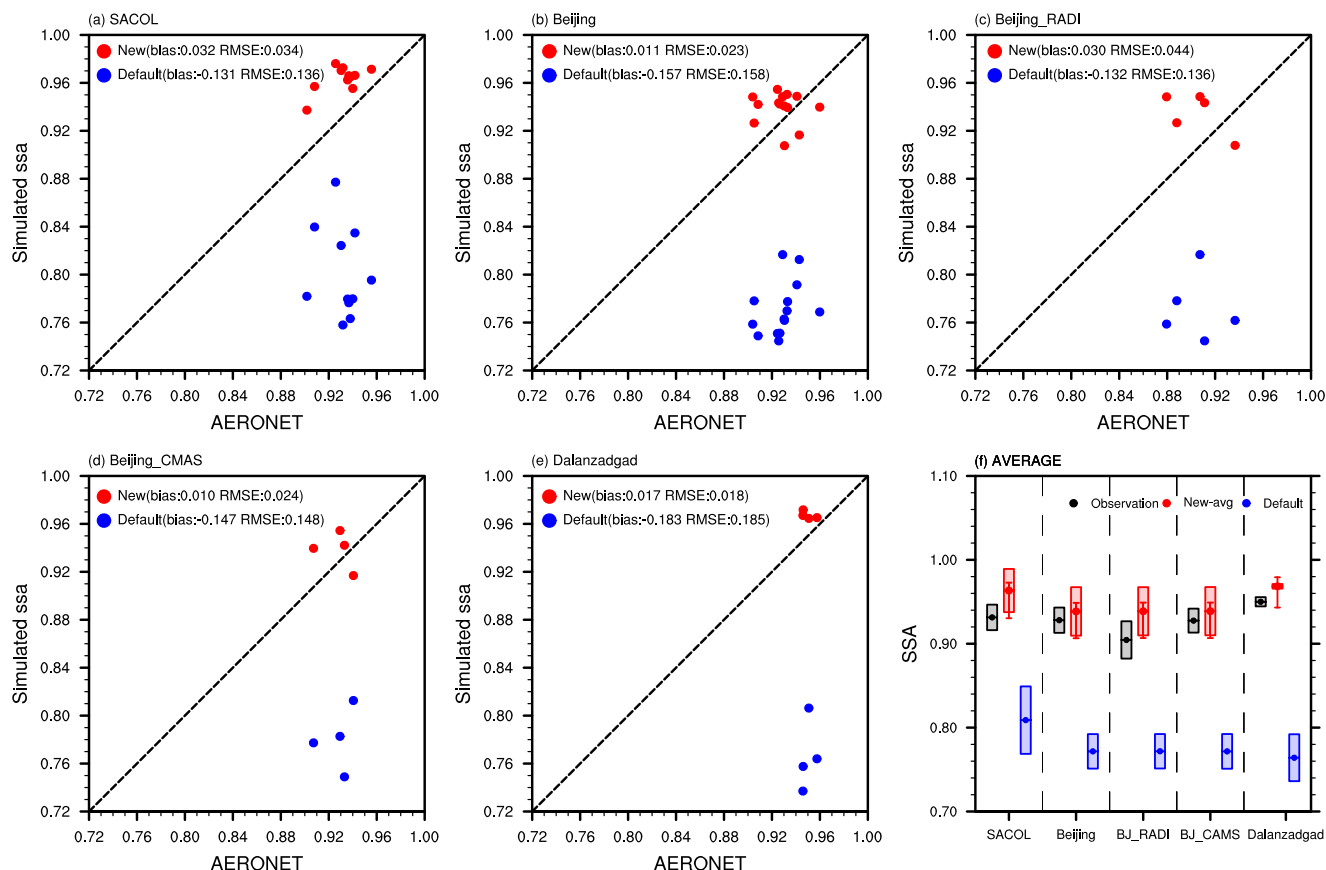 (a) SACOL
New(bias:0.032 RMSE:0.034)
Default(bias:-0.131 RMSE:0.136)
1.00
0.96
0.92
0.88
0.84
0.80
0.76
0.72
Simulated ssa
0.72 0.76 0.80 0.84 0.88 0.92 0.96 1.00
AERONET
(b) Beijing
New(bias:0.011 RMSE:0.023)
Default(bias:-0.157 RMSE:0.158)
1.00
0.96
0.92
0.88
0.84
0.80
0.76
0.72
Simulated ssa
0.72 0.76 0.80 0.84 0.88 0.92 0.96 1.00
AERONET
(c) Beijing_RADI
New(bias:0.030 RMSE:0.044)
Default(bias:-0.132 RMSE:0.136)
1.00
0.96
0.92
0.88
0.84
0.80
0.76
0.72
Simulated ssa
0.72 0.76 0.80 0.84 0.88 0.92 0.96 1.00
AERONET
(d) Beijing_CMAS
New(bias:0.010 RMSE:0.024)
Default(bias:-0.147 RMSE:0.148)
1.00
0.96
0.92
0.88
0.84
0.80
0.76
0.72
Simulated ssa
0.72 0.76 0.80 0.84 0.88 0.92 0.96 1.00
AERONET
(e) Dalanzadgad
New(bias:0.017 RMSE:0.018)
Default(bias:-0.183 RMSE:0.185)
1.00
0.96
0.92
0.88
0.84
0.80
0.76
0.72
Simulated ssa
0.72 0.76 0.80 0.84 0.88 0.92 0.96 1.00
AERONET
(f) AVERAGE
Observation New-avg Default
1.10
1.00
0.90
0.80
0.70
SSA
SACOL Beijing BJ_RADI BJ_CAMS Dalanzadgad